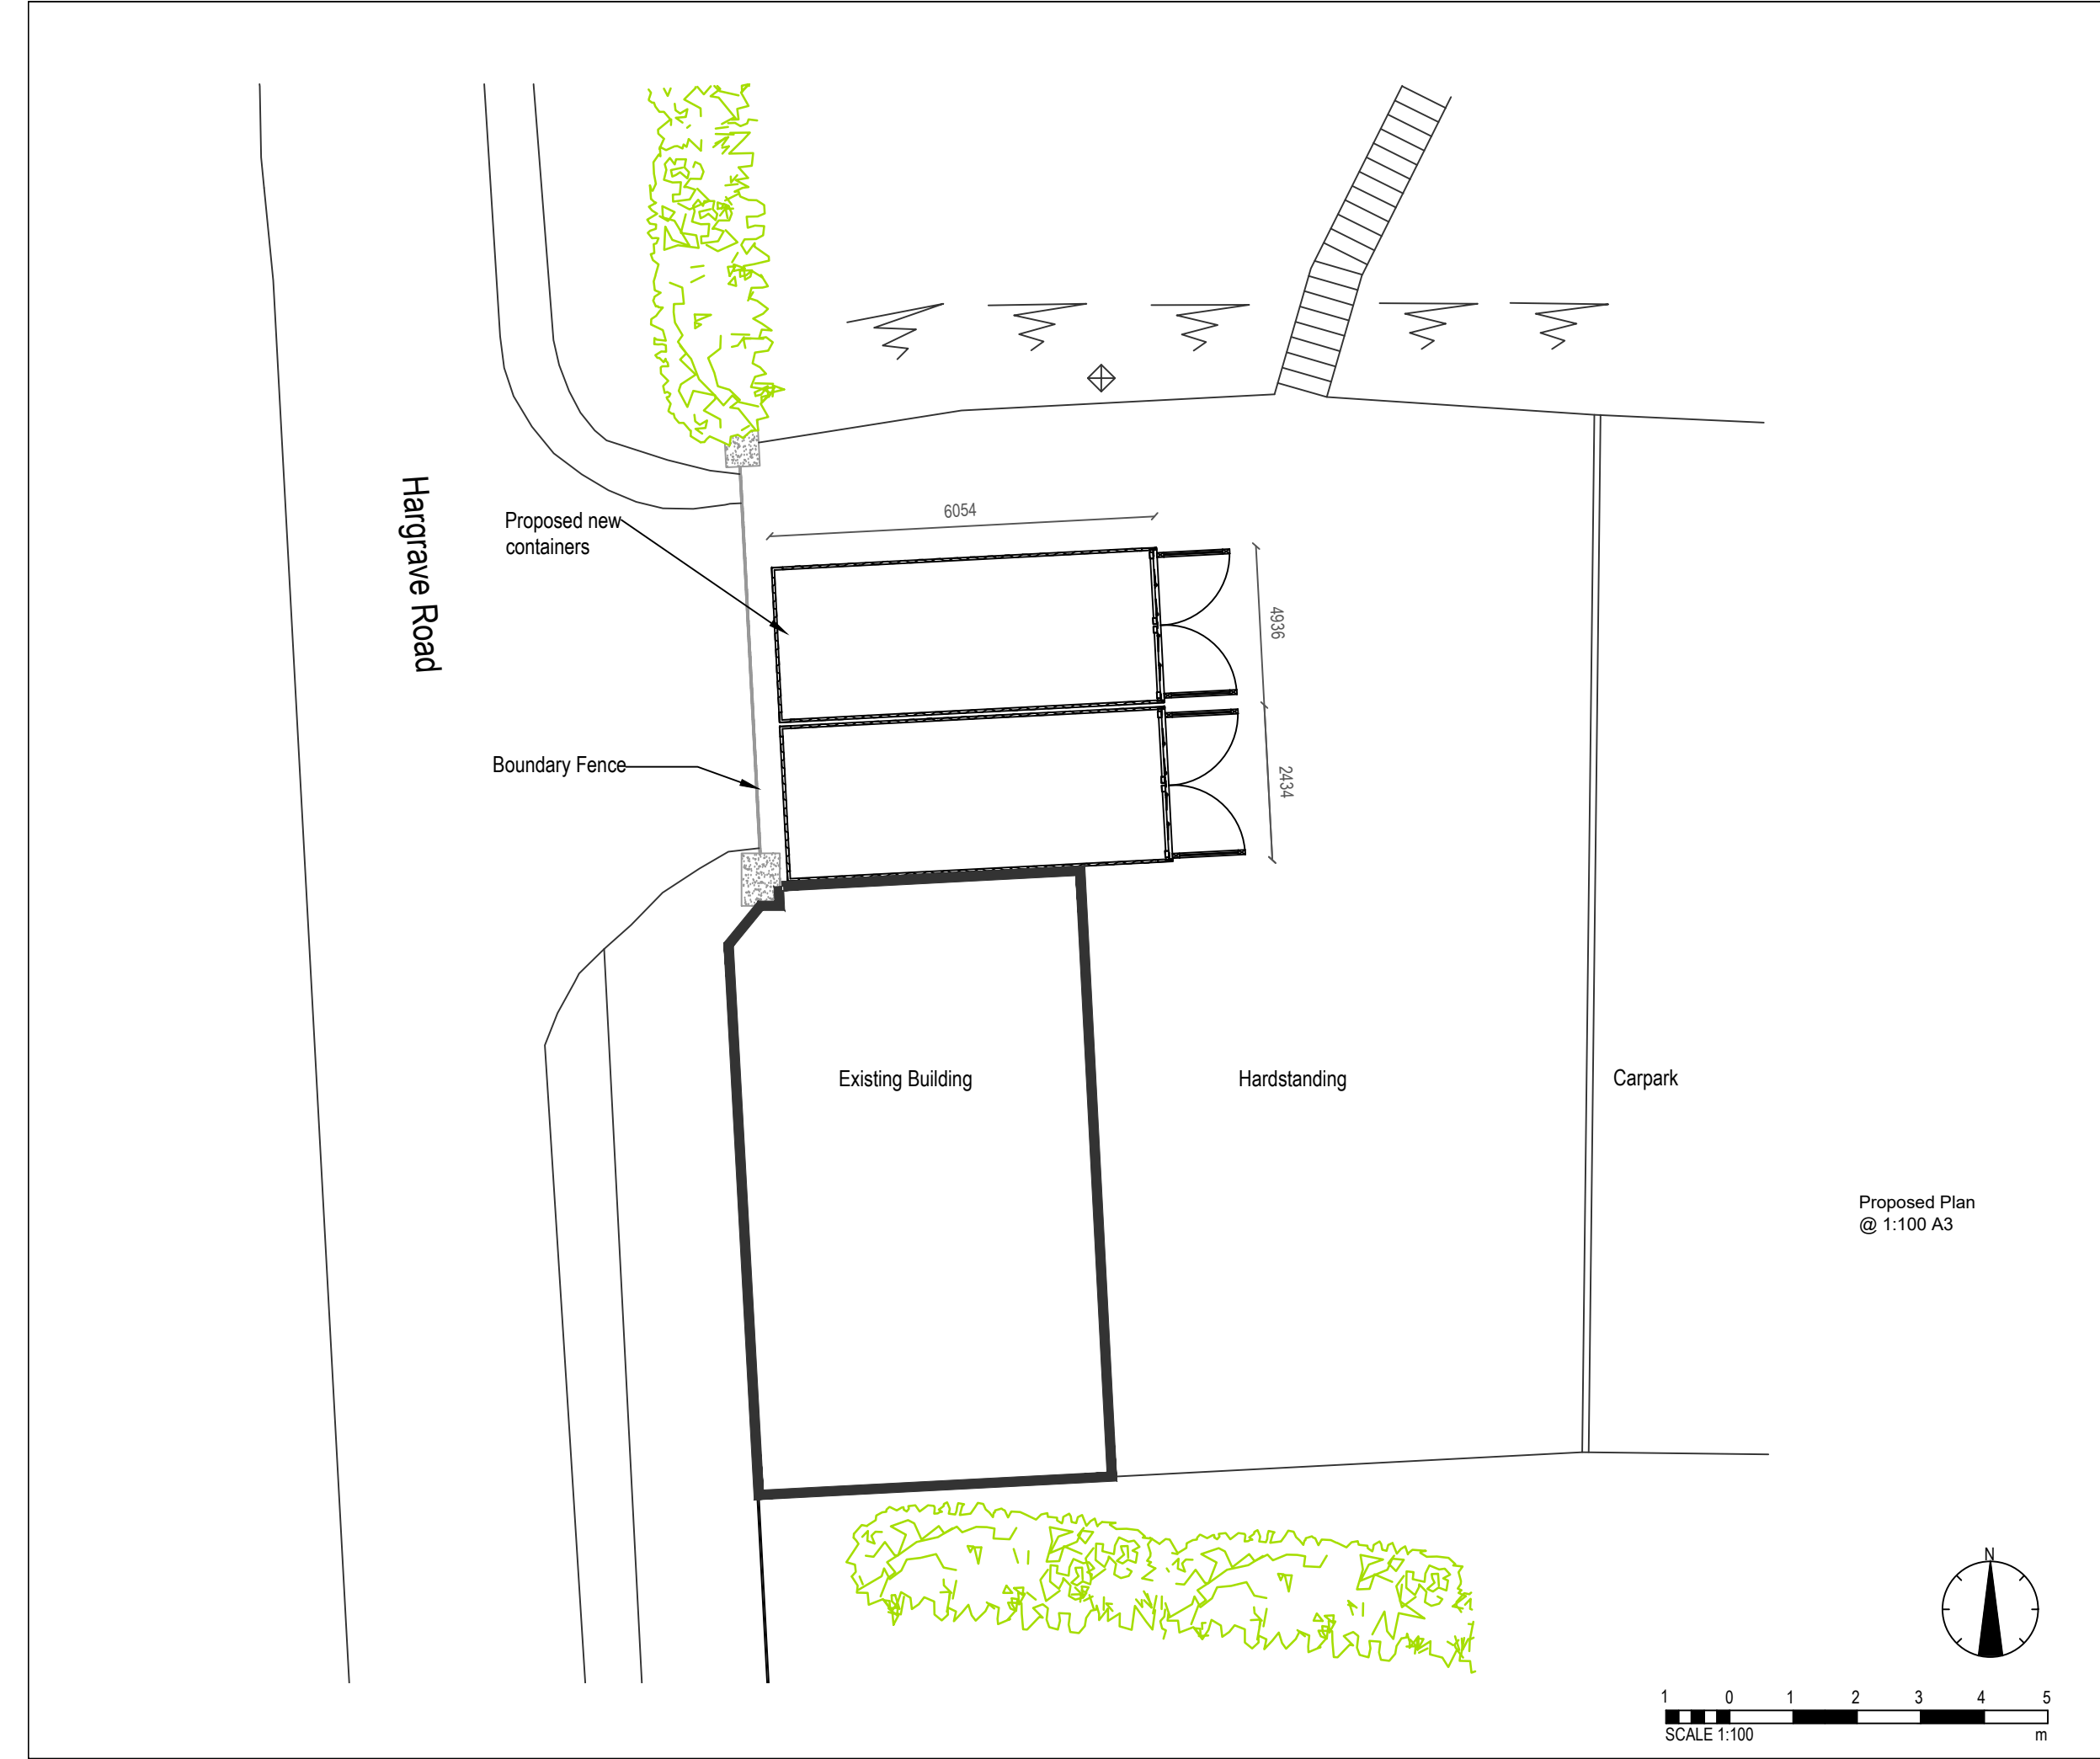 Hargrave Road
Proposed new
containers
6054
4936
Boundary Fence
2434
Existing Building
Hardstanding
Carpark
Proposed Plan
@ 1:100 A3
N
1 0 1 2 3 4 5
SCALE 1:100 m